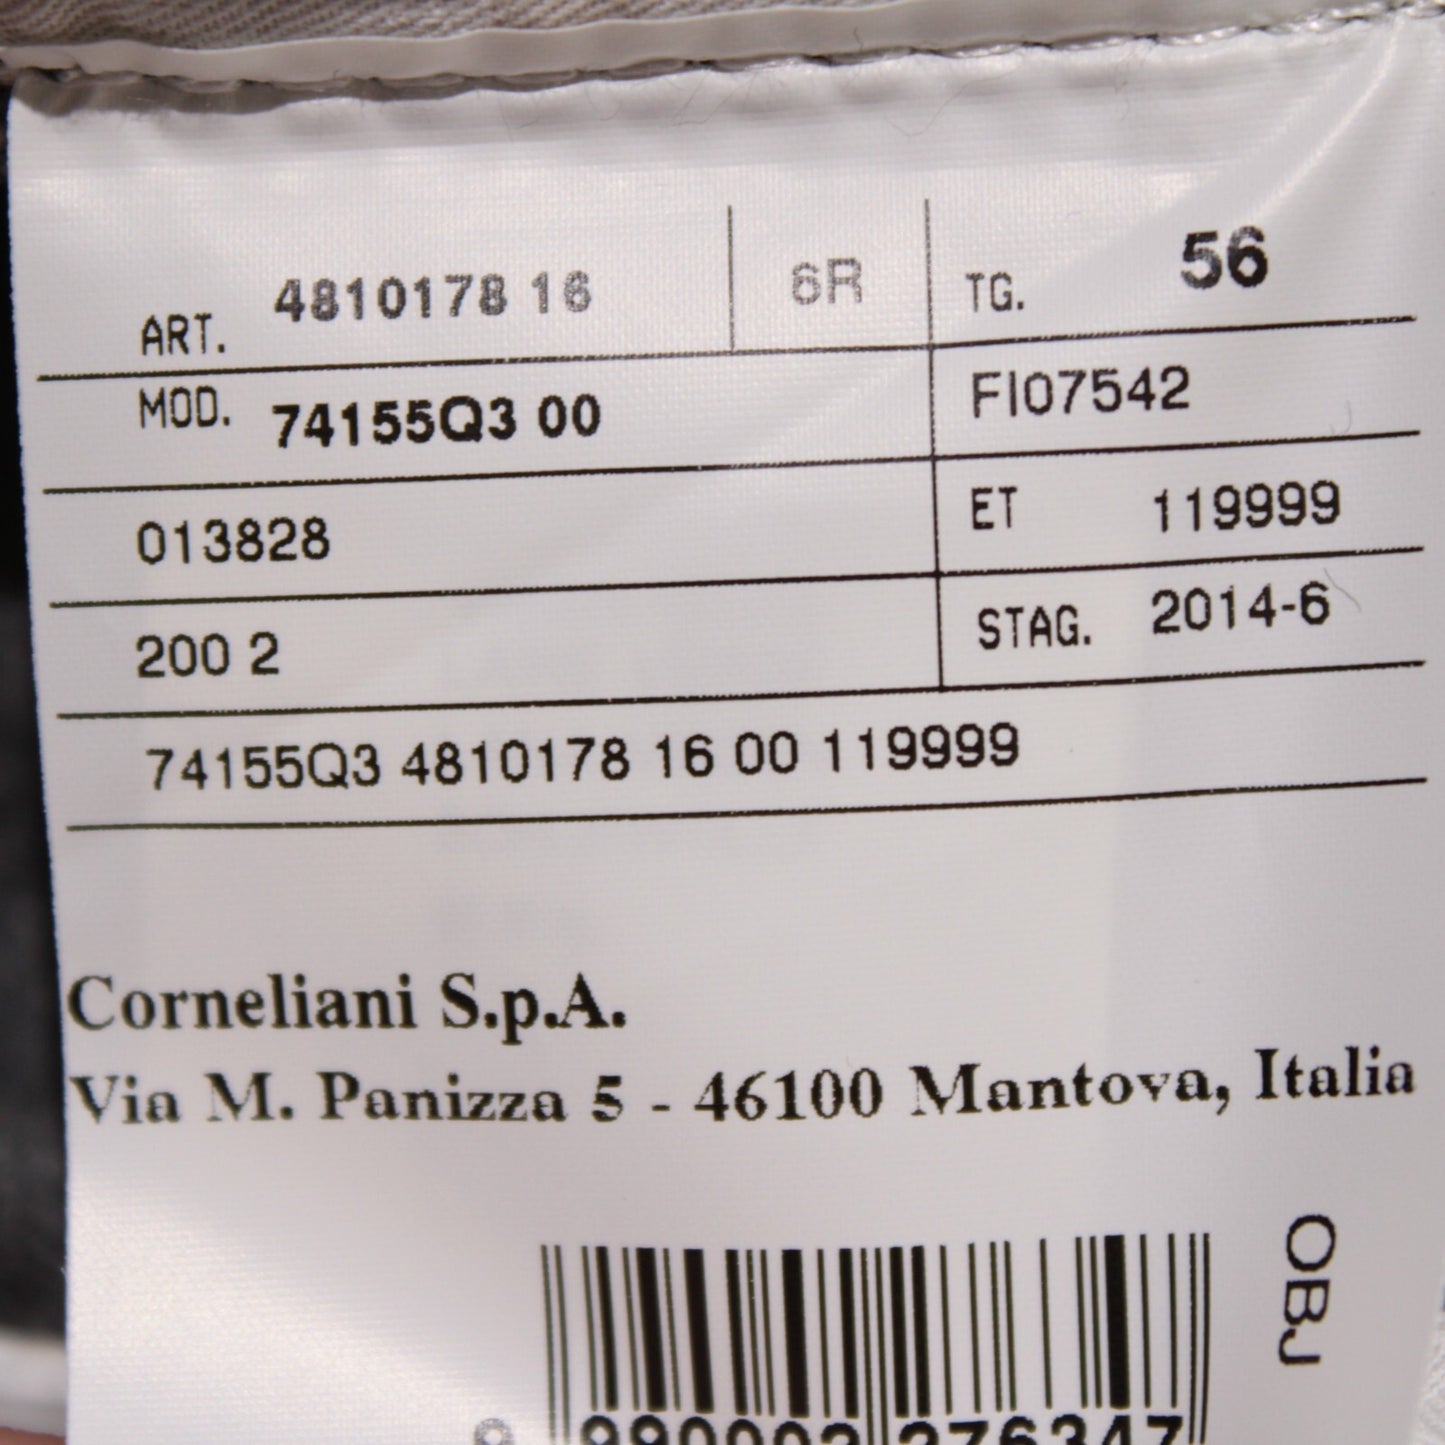 ART. 4810178 16 6R TG. 56
MOD. 74155Q3 00 FI07542
013828 ET 119999
200 2 STAG. 2014-6
74155Q3 4810178 16 00 119999
Corneliani S.p.A.
Via M. Panizza 5 - 46100 Mantova, Italia
OBJ